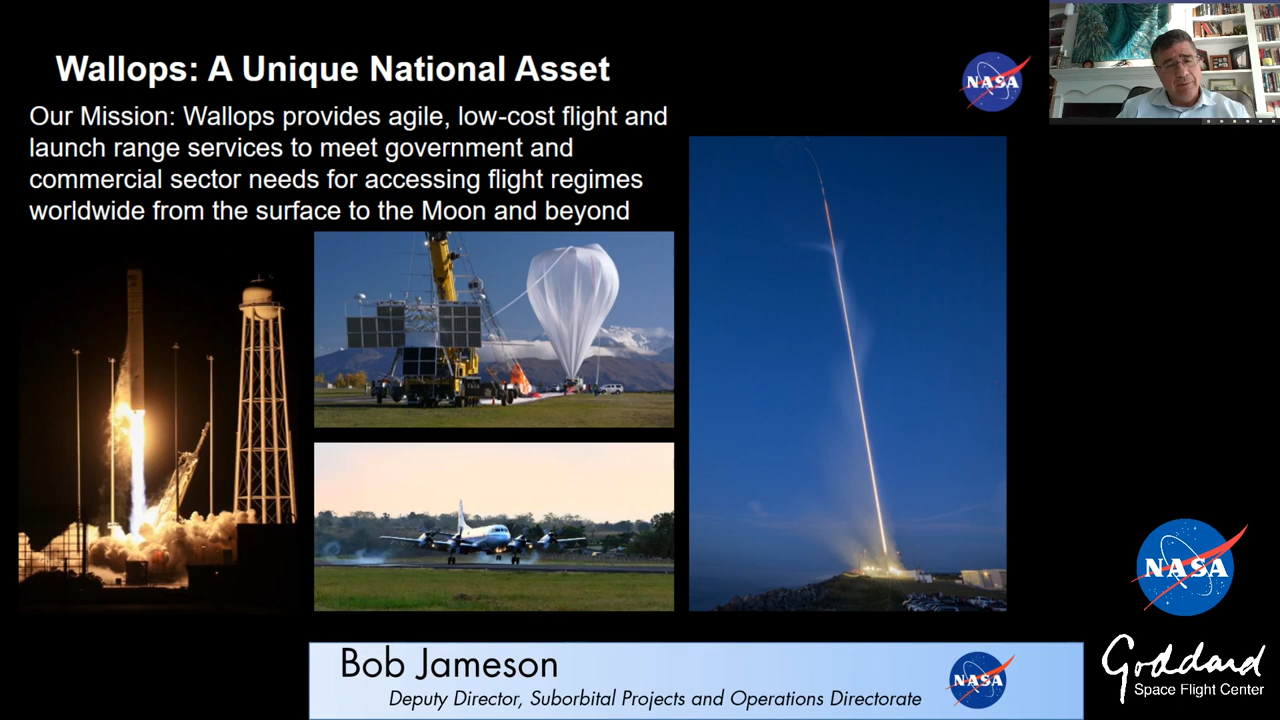 Wallops: A Unique National Asset
NASA
Our Mission: Wallops provides agile, low-cost flight and
launch range services to meet government and
commercial sector needs for accessing flight regimes
worldwide from the surface to the Moon and beyond
NASA
Bob Jameson
Deputy Director, Suborbital Projects and Operations Directorate
NASA
Goddard
Space Flight Center